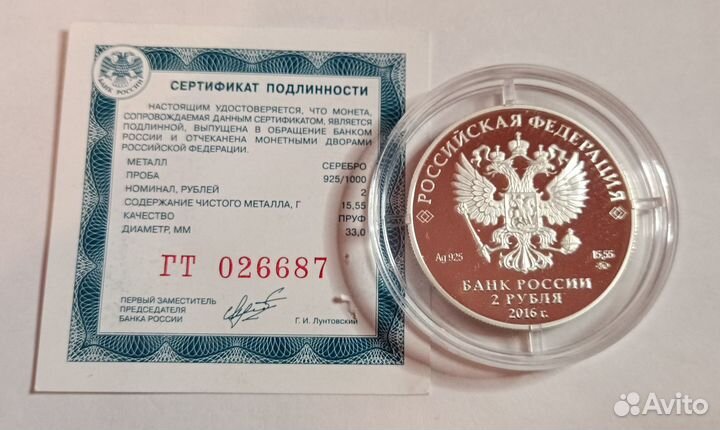 БАНК РОССИИ
СЕРТИФИКАТ ПОДЛИННОСТИ
НАСТОЯЩИМ УДОСТОВЕРЯЕТСЯ, ЧТО МОНЕТА,
СОПРОВОЖДАЕМАЯ ДАННЫМ СЕРТИФИКАТОМ, ЯВЛЯЕТСЯ
ПОДЛИННОЙ, ВЫПУЩЕНА В ОБРАЩЕНИЕ БАНКОМ
РОССИИ И ОТЧЕКАНЕНА МОНЕТНЫМИ ДВОРАМИ
РОССИЙСКОЙ ФЕДЕРАЦИИ.
МЕТАЛЛ СЕРЕБРО
ПРОБА 925/1000
НОМИНАЛ, РУБЛЕЙ 2
СОДЕРЖАНИЕ ЧИСТОГО МЕТАЛЛА, Г 15,55
КАЧЕСТВО ПРУФ
ДИАМЕТР, ММ 33,0
ГТ 026687
ПЕРВЫЙ ЗАМЕСТИТЕЛЬ
ПРЕДСЕДАТЕЛЯ
БАНКА РОССИИ
Г. И. Лунтовский
РОССИЙСКАЯ ФЕДЕРАЦИЯ
Ag 925 15,55
БАНК РОССИИ
2 РУБЛЯ
2016 г.
Avito